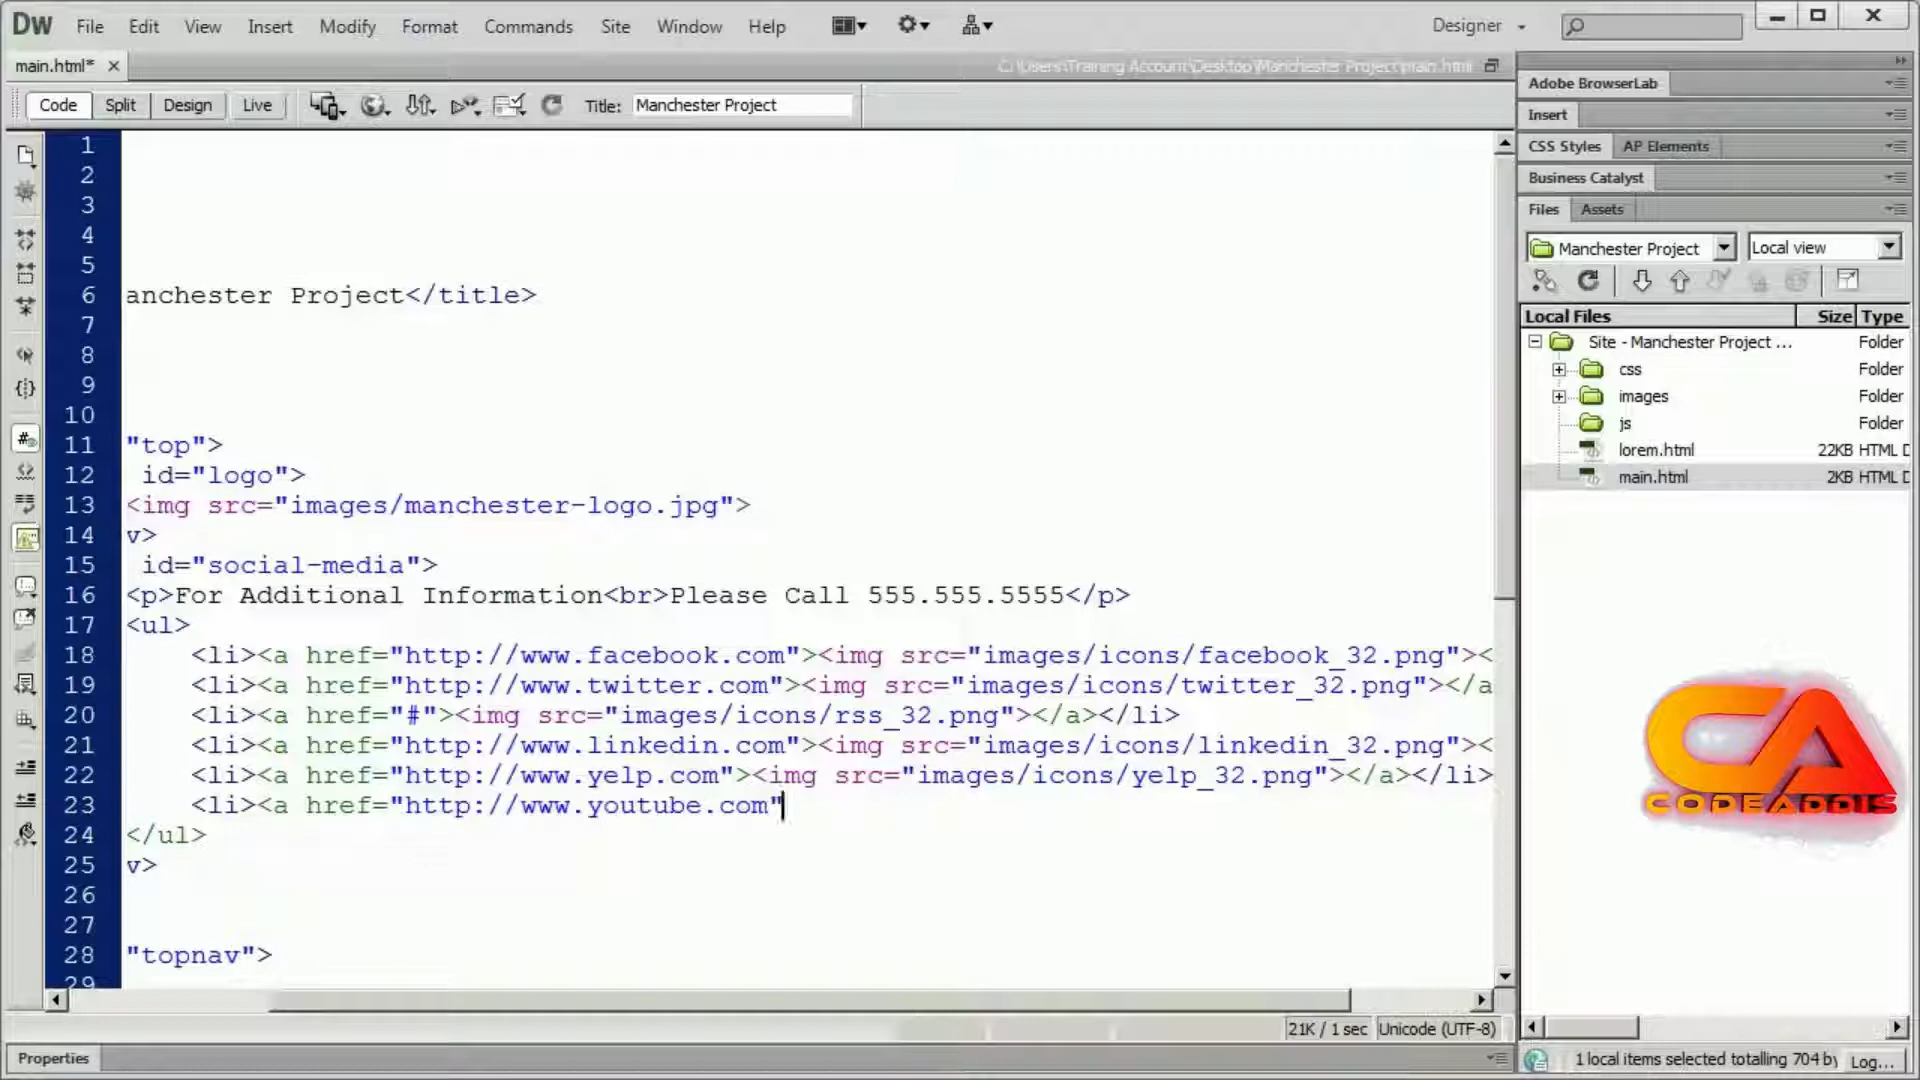 DW File Edit View Insert Modify Format Commands Site Window Help Designer
main.html* C:\Users\Training Account\Desktop\Manchester Project\main.html
Code Split Design Live Title: Manchester Project
1
2
3
4
5
6 anchester Project</title>
7
8
9
10
11 "top">
12 id="logo">
13 <img src="images/manchester-logo.jpg">
14 v>
15 id="social-media">
16 <p>For Additional Information<br>Please Call 555.555.5555</p>
17 <ul>
18 <li><a href="http://www.facebook.com"><img src="images/icons/facebook_32.png"><
19 <li><a href="http://www.twitter.com"><img src="images/icons/twitter_32.png"></a
20 <li><a href="#"><img src="images/icons/rss_32.png"></a></li>
21 <li><a href="http://www.linkedin.com"><img src="images/icons/linkedin_32.png"><
22 <li><a href="http://www.yelp.com"><img src="images/icons/yelp_32.png"></a></li>
23 <li><a href="http://www.youtube.com"
24 </ul>
25 v>
26
27
28 "topnav">
29
21K / 1 sec Unicode (UTF-8)
Properties
Adobe BrowserLab
Insert
CSS Styles AP Elements
Business Catalyst
Files Assets
Manchester Project Local view
Local Files Size Type
Site - Manchester Project ... Folder
css Folder
images Folder
js Folder
lorem.html 22KB HTML D
main.html 2KB HTML D
CA
CODEADDIS
1 local items selected totalling 704 by Log...